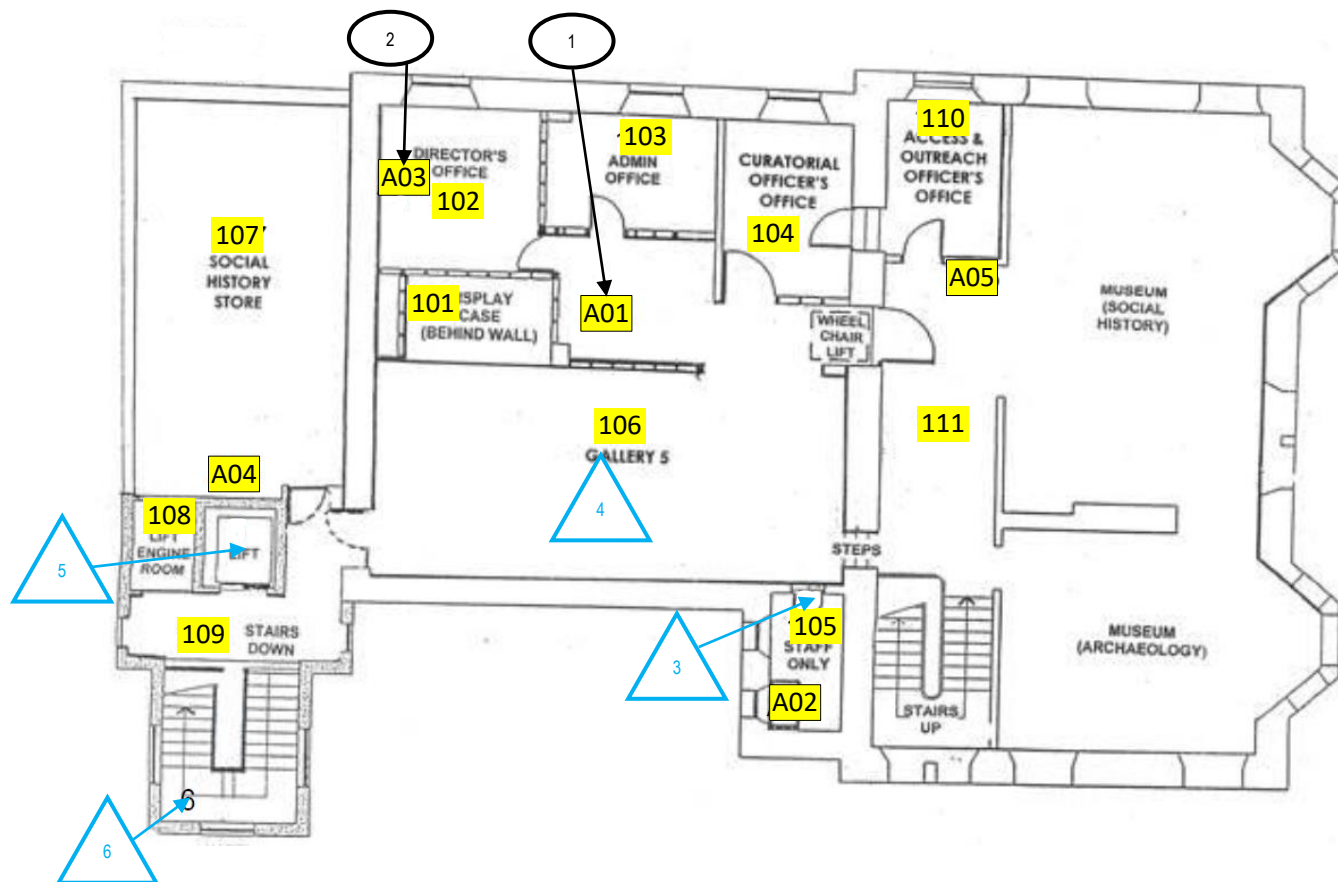 2
1
110
ACCESS &
OUTREACH
OFFICER'S
OFFICE
103
ADMIN
OFFICE
DIRECTOR'S
OFFICE
A03
102
CURATORIAL
OFFICER'S
OFFICE
104
107
SOCIAL
HISTORY
STORE
101
DISPLAY
CASE
(BEHIND WALL)
A01
A05
MUSEUM
(SOCIAL
HISTORY)
WHEEL
CHAIR
LIFT
106
GALLERY 5
4
111
A04
108
LIFT
ENGINE
ROOM
LIFT
5
STEPS
109
STAIRS
DOWN
105
STAFF
ONLY
3
A02
MUSEUM
(ARCHAEOLOGY)
STAIRS
UP
6
6